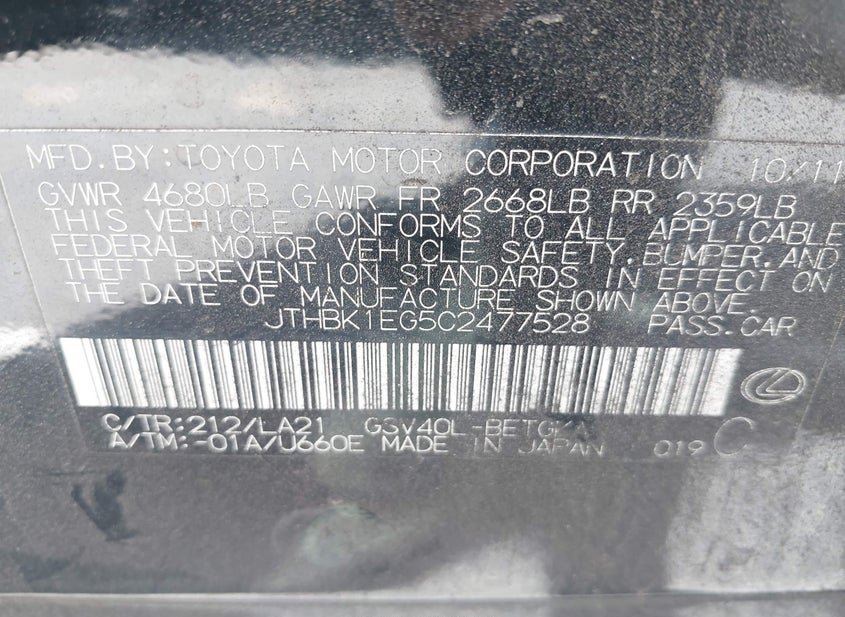 MFD. BY: TOYOTA MOTOR CORPORATION 10/11
GVWR 4680LB GAWR FR 2668LB RR 2359LB
THIS VEHICLE CONFORMS TO ALL APPLICABLE
FEDERAL MOTOR VEHICLE SAFETY, BUMPER, AND
THEFT PREVENTION STANDARDS IN EFFECT ON
THE DATE OF MANUFACTURE SHOWN ABOVE.
JTHBK1EG5C2477528 PASS. CAR
C/TR: 212/LA21 GSV40L-BETGKA
A/TM: -01A/U660E MADE IN JAPAN 019 C